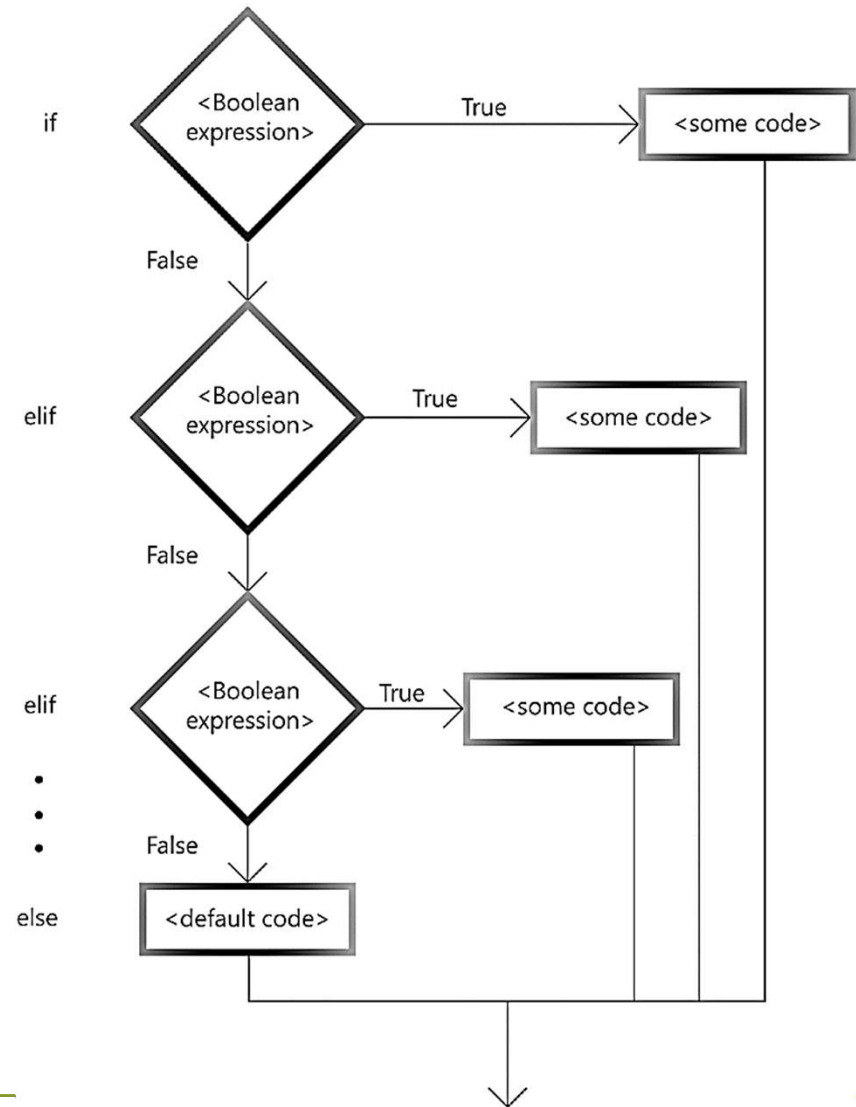 if
<Boolean
expression>
True
<some code>
False
elif
<Boolean
expression>
True
<some code>
False
elif
<Boolean
expression>
True
<some code>
False
else
<default code>